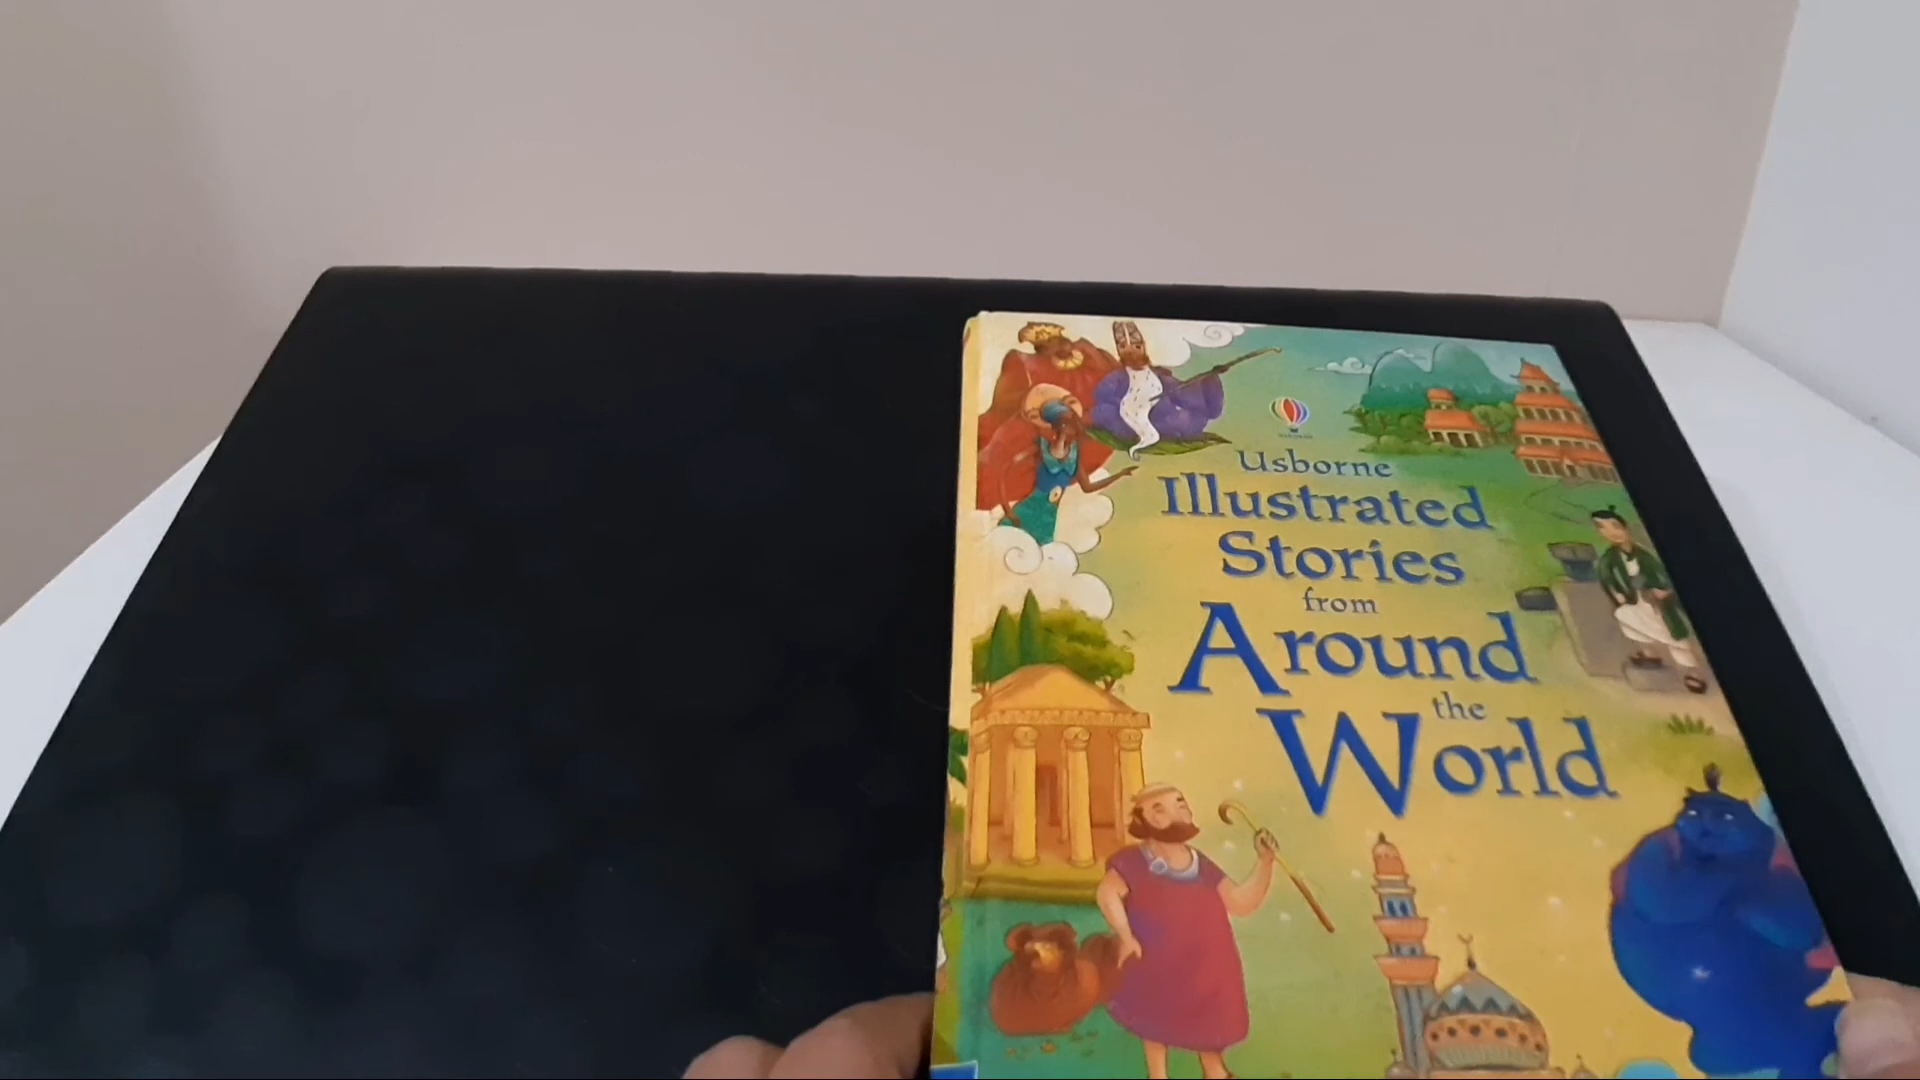 Usborne
Illustrated
Stories
from
Around
the
World